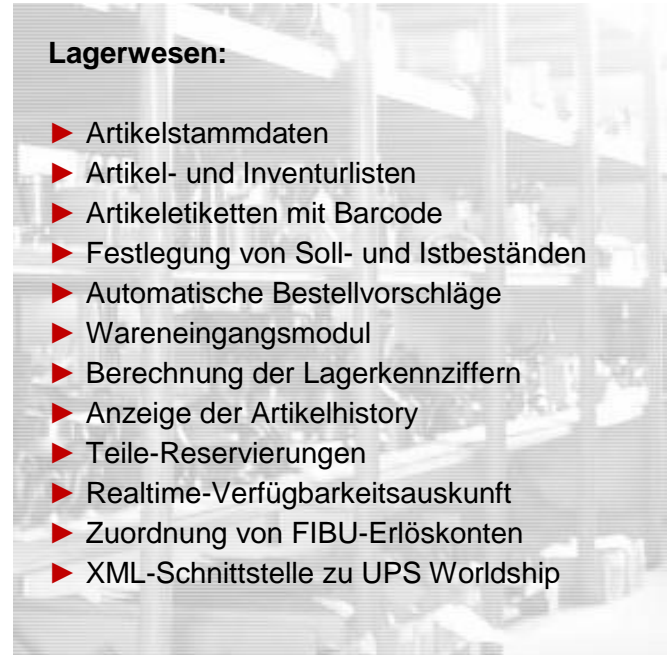 Lagerwesen:
► Artikelstammdaten
► Artikel- und Inventurlisten
► Artikeletiketten mit Barcode
► Festlegung von Soll- und Istbeständen
► Automatische Bestellvorschläge
► Wareneingangsmodul
► Berechnung der Lagerkennziffern
► Anzeige der Artikelhistory
► Teile-Reservierungen
► Realtime-Verfügbarkeitsauskunft
► Zuordnung von FIBU-Erlöskonten
► XML-Schnittstelle zu UPS Worldship